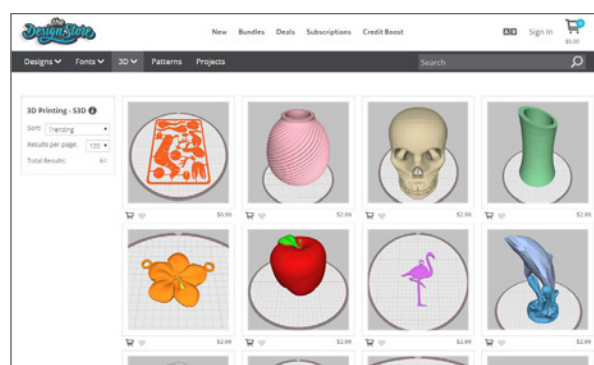 the
Design Store
New Bundles Deals Subscriptions Credit Boost
Sign In
0
$0.00
Designs Fonts 3D Patterns Projects
Search
3D Printing - S3D
Sort: Trending
Results per page: 120
Total Results: 64
$0.99 $2.99 $2.99 $2.99
$2.99 $2.99 $2.99 $2.99